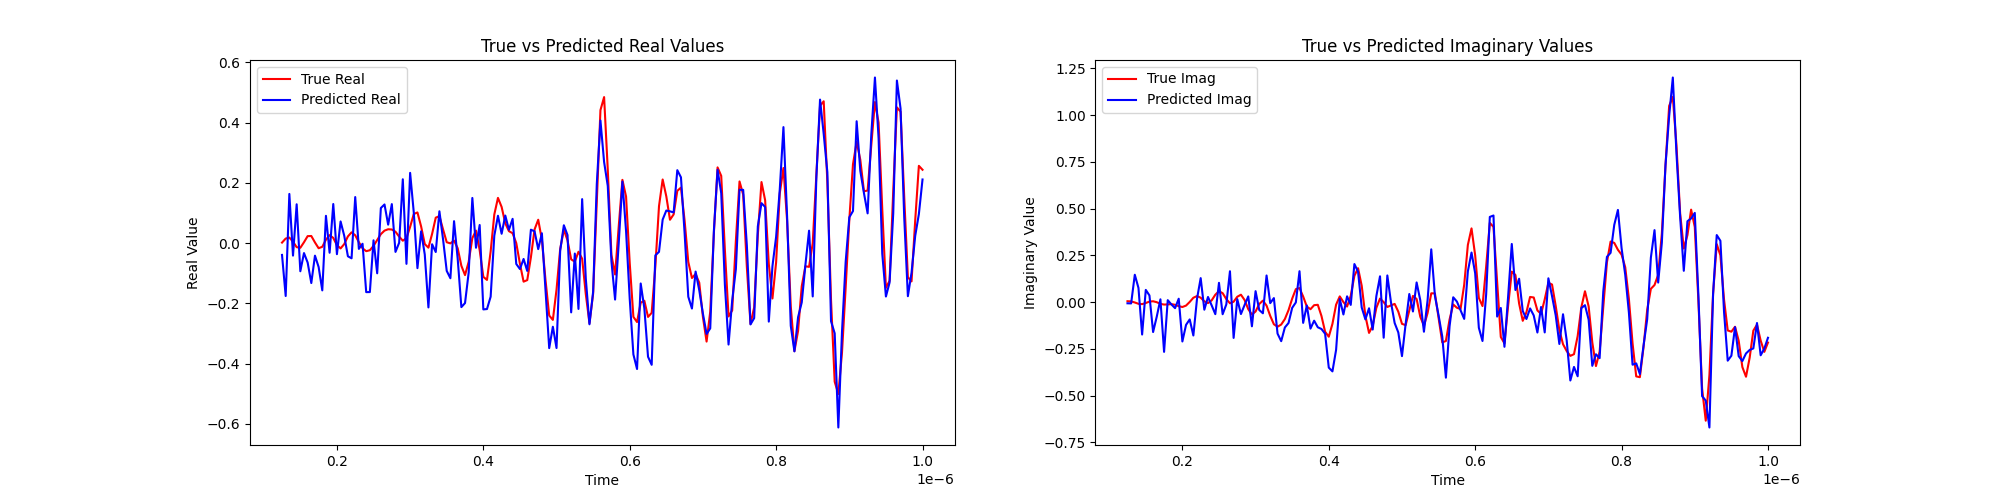 True vs Predicted Real Values
True Real
Predicted Real
Real Value
0.6
0.4
0.2
0.0
−0.2
−0.4
−0.6
0.2
0.4
0.6
0.8
1.0
1e−6
Time
True vs Predicted Imaginary Values
True Imag
Predicted Imag
Imaginary Value
1.25
1.00
0.75
0.50
0.25
0.00
−0.25
−0.50
−0.75
0.2
0.4
0.6
0.8
1.0
1e−6
Time